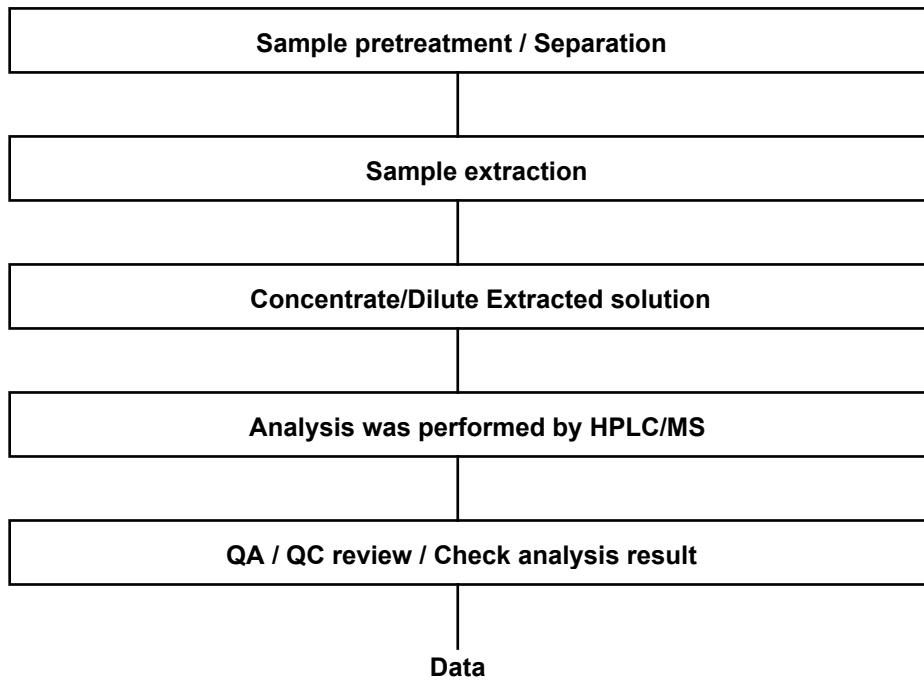 Sample pretreatment / Separation
Sample extraction
Concentrate/Dilute Extracted solution
Analysis was performed by HPLC/MS
QA / QC review / Check analysis result
Data